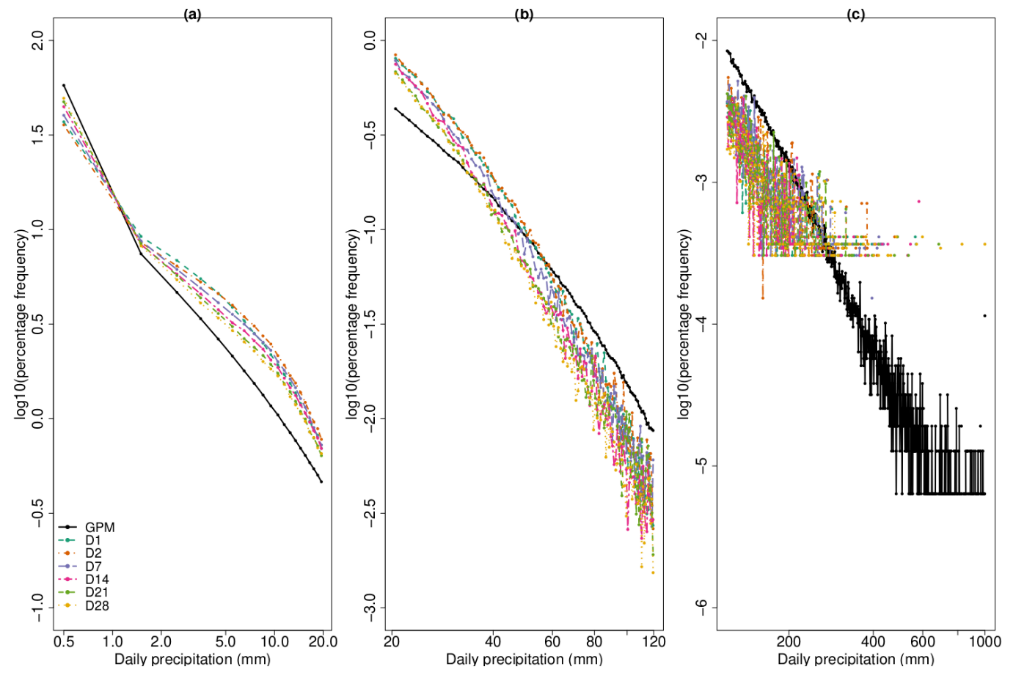 (a)
log10(percentage frequency)
2.0
1.5
1.0
0.5
0.0
−0.5
−1.0
GPM
D1
D2
D7
D14
D21
D28
0.5 1.0 2.0 5.0 10.0 20.0
Daily precipitation (mm)
(b)
log10(percentage frequency)
0.0
−0.5
−1.0
−1.5
−2.0
−2.5
−3.0
20 40 60 80 120
Daily precipitation (mm)
(c)
log10(percentage frequency)
−2
−3
−4
−5
−6
200 400 600 1000
Daily precipitation (mm)